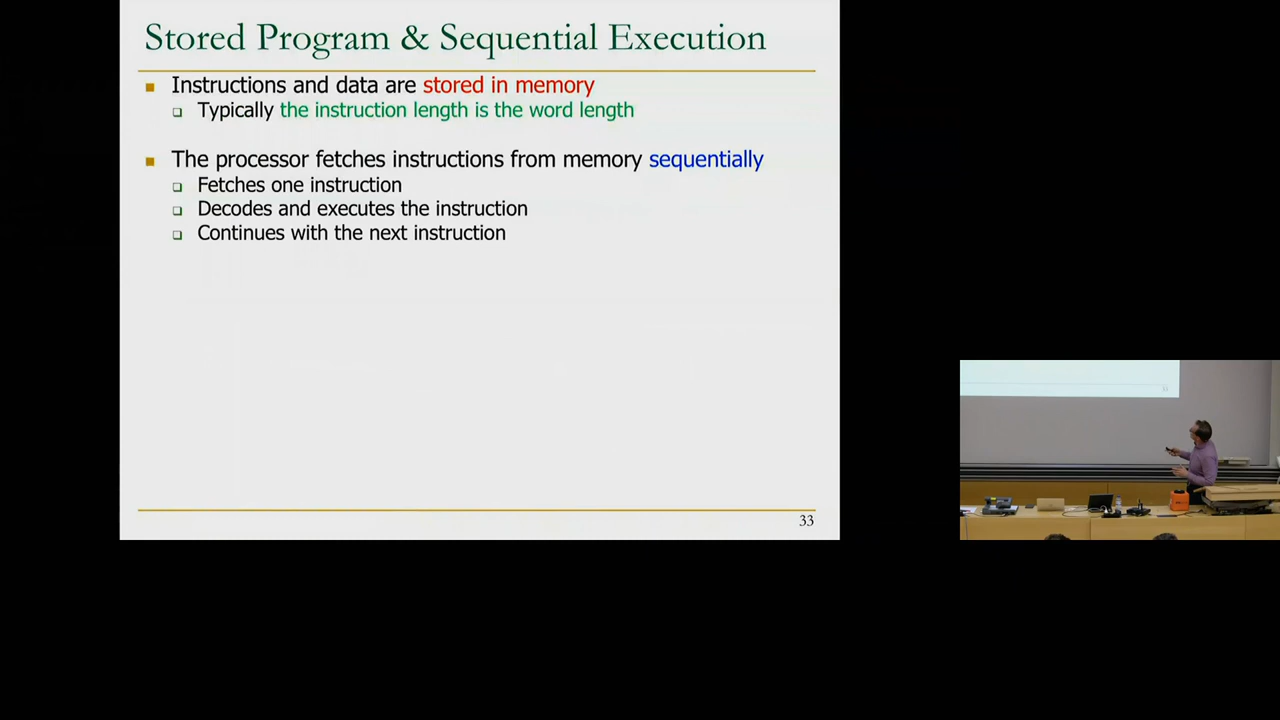 Stored Program & Sequential Execution
Instructions and data are stored in memory
Typically the instruction length is the word length
The processor fetches instructions from memory sequentially
Fetches one instruction
Decodes and executes the instruction
Continues with the next instruction
33